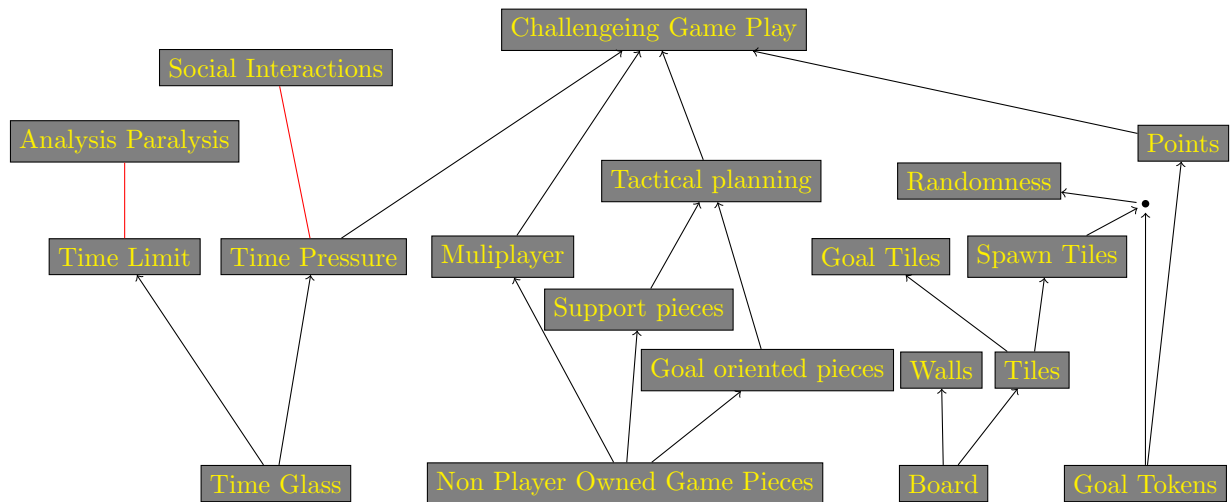 Challengeing Game Play
Social Interactions
Analysis Paralysis
Points
Tactical planning
Randomness
Time Limit
Time Pressure
Muliplayer
Goal Tiles
Spawn Tiles
Support pieces
Goal oriented pieces
Walls
Tiles
Time Glass
Non Player Owned Game Pieces
Board
Goal Tokens